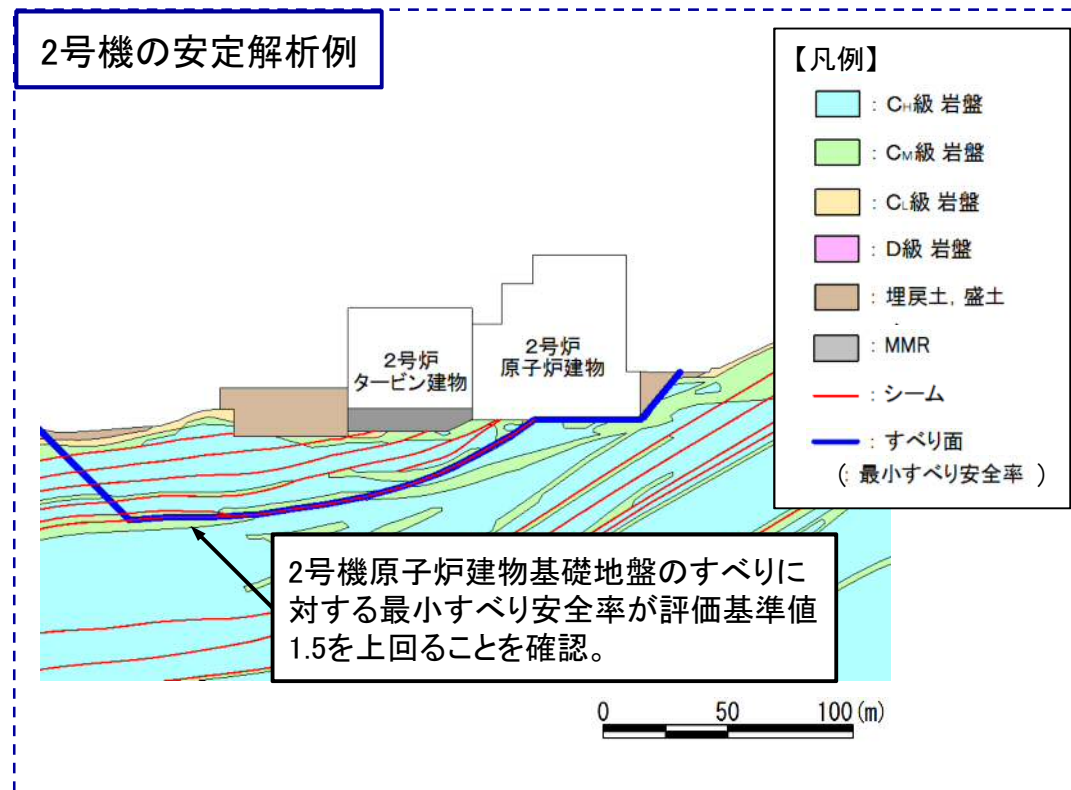 2号機の安定解析例
【凡例】
: CH級 岩盤
: CM級 岩盤
: CL級 岩盤
: D級 岩盤
: 埋戻土, 盛土
: MMR
: シーム
: すべり面
(: 最小すべり安全率 )
2号炉
タービン建物
2号炉
原子炉建物
2号機原子炉建物基礎地盤のすべりに
対する最小すべり安全率が評価基準値
1.5を上回ることを確認。
0 50 100(m)